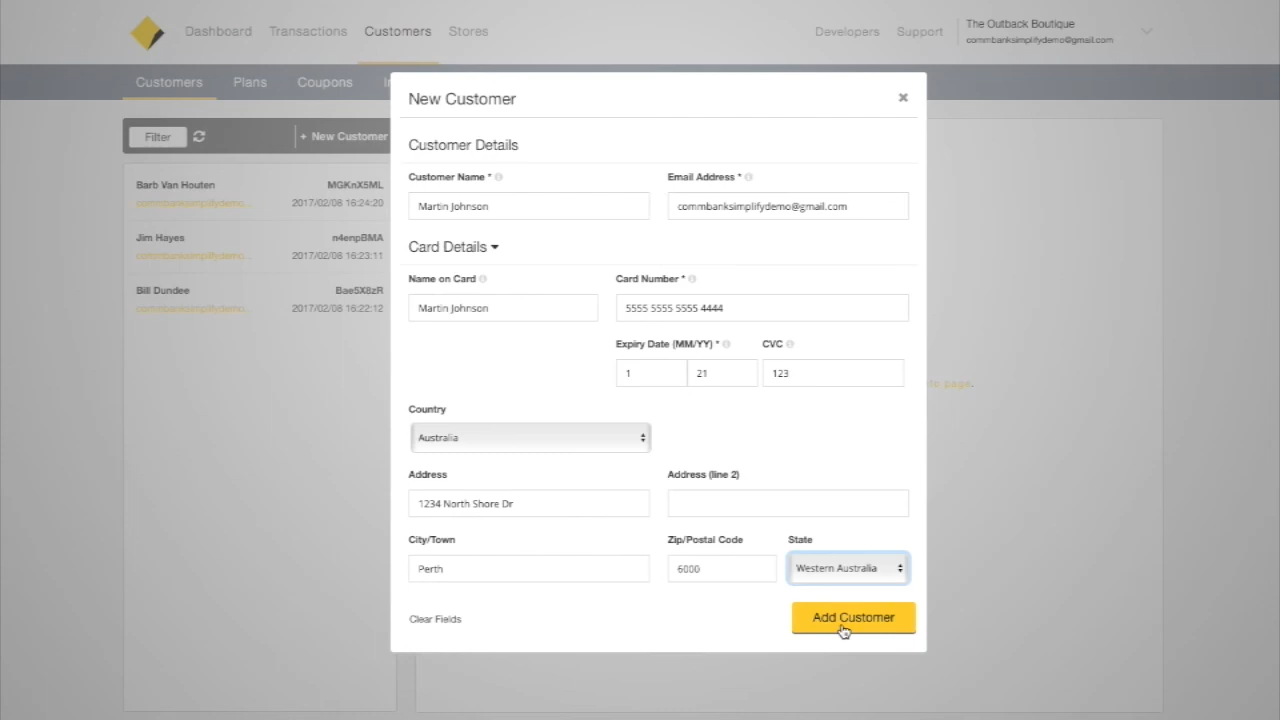 Dashboard Transactions Customers Stores Developers Support
The Outback Boutique
commbanksimplifydemo@gmail.com
Customers Plans Coupons
Filter + New Customer
Barb Van Houten MGKnX5ML
commbanksimplifydemo... 2017/02/08 16:24:20
Jim Hayes n4enpBMA
commbanksimplifydemo... 2017/02/08 16:23:11
Bill Dundee Bae5X8zR
commbanksimplifydemo... 2017/02/08 16:22:12
New Customer ×
Customer Details
Customer Name * Email Address *
Martin Johnson commbanksimplifydemo@gmail.com
Card Details
Name on Card Card Number *
Martin Johnson 5555 5555 5555 4444
Expiry Date (MM/YY) * CVC
1 21 123
page.
Country
Australia
Address Address (line 2)
1234 North Shore Dr
City/Town Zip/Postal Code State
Perth 6000 Western Australia
Clear Fields Add Customer